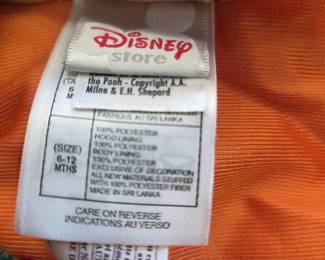 Disney
store
the Pooh - Copyright A.A.
Milne & E.H. Shepard
(TA
6
M
FABRIQUE AU SRI LANKA
(SIZE)
6-12
MTHS
100% POLYESTER
HOOD LINING:
100% POLYESTER
BODY LINING:
100% POLYESTER
EXCLUSIVE OF DECORATION
ALL NEW MATERIALS STUFFED
WITH 100% POLYESTER FIBER
MADE IN SRI LANKA
CARE ON REVERSE
INDICATIONS AU VERSO